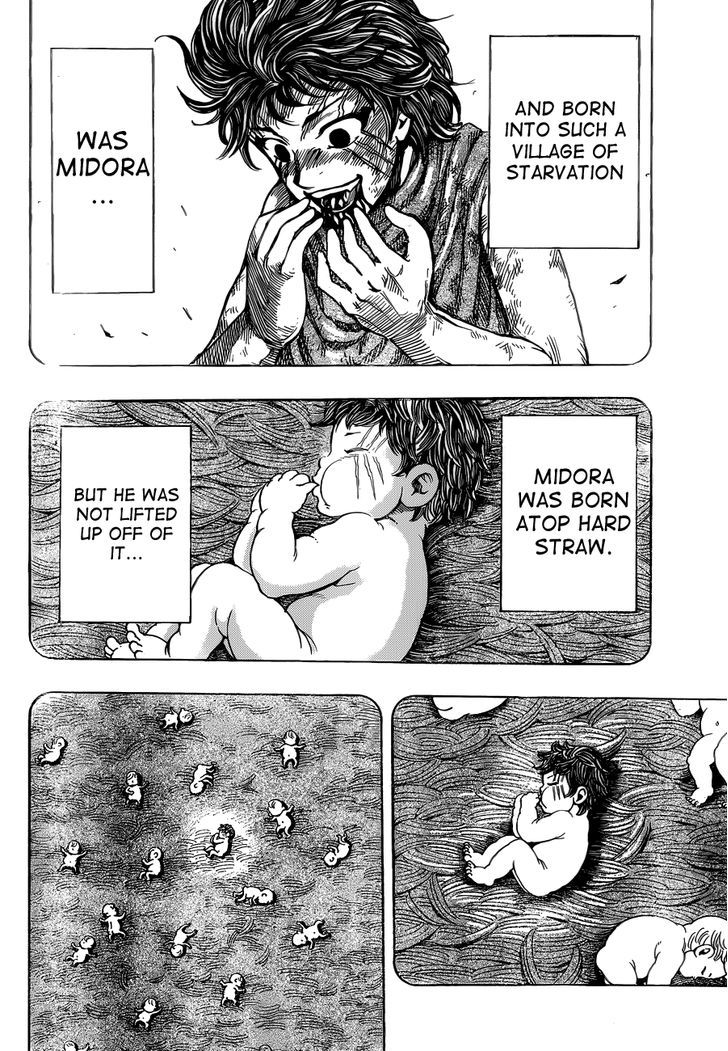 AND BORN
INTO SUCH A
VILLAGE OF
STARVATION
WAS
MIDORA
...
MIDORA
WAS BORN
ATOP HARD
STRAW.
BUT HE WAS
NOT LIFTED
UP OFF OF
IT...